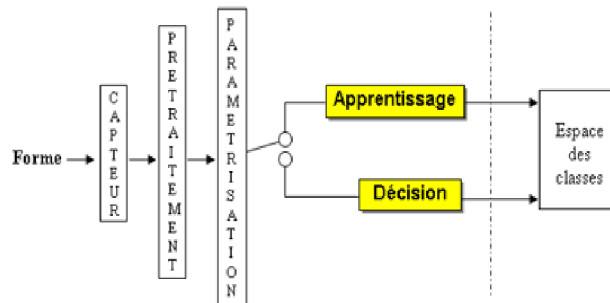 Forme
CAPTEUR
PRETRAITEMENT
PARAMETRISATION
Apprentissage
Décision
Espace
des
classes